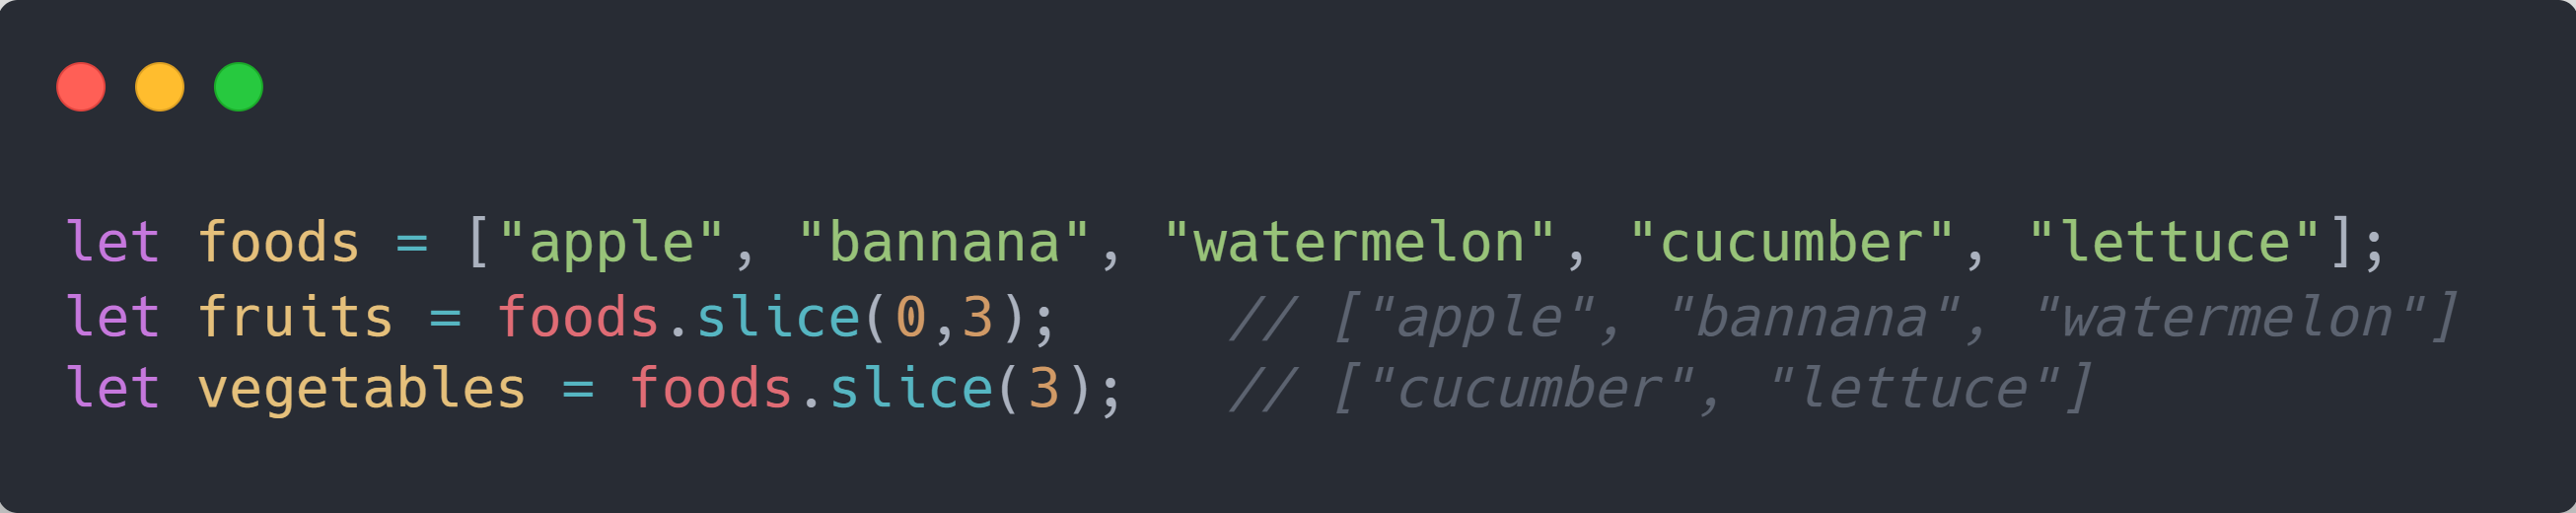 let foods = ["apple", "bannana", "watermelon", "cucumber", "lettuce"];
let fruits = foods.slice(0,3);     // ["apple", "bannana", "watermelon"]
let vegetables = foods.slice(3);   // ["cucumber", "lettuce"]